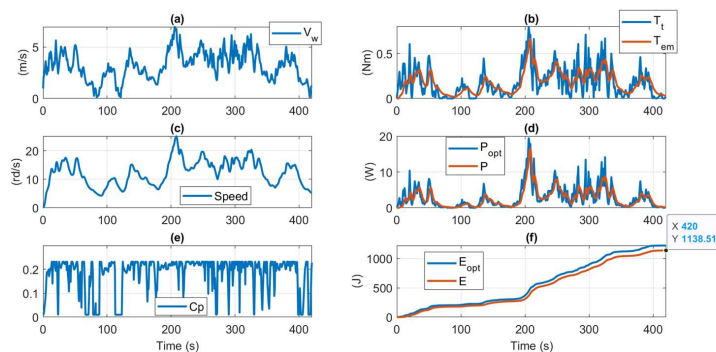 (a)
V_w
(m/s)
5
0
0 100 200 300 400
(b)
T_t
T_em
(Nm)
0.5
0
0 100 200 300 400
(c)
(rd/s)
20
10
0
Speed
0 100 200 300 400
(d)
P_opt
P
(W)
20
10
0
0 100 200 300 400
(e)
0.2
0.1
0
Cp
0 100 200 300 400
Time (s)
(f)
E_opt
E
(J)
1000
500
0
0 100 200 300 400
Time (s)
X 420
Y 1138.51